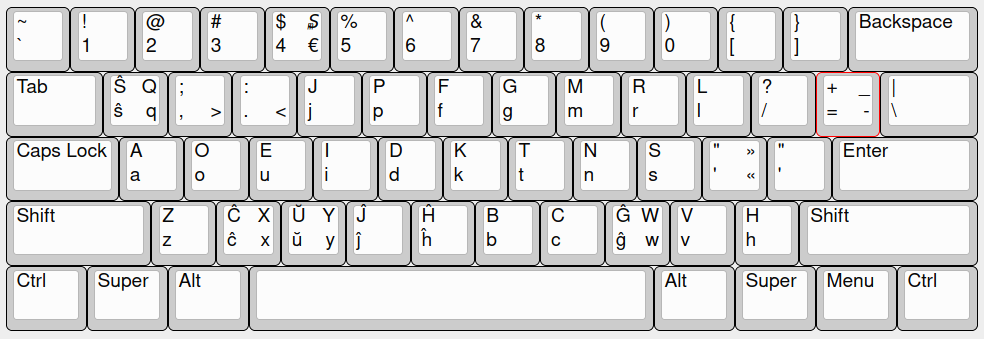 ~ ! @ # $ ₷ % ^ & * ( ) { } Backspace
` 1 2 3 4 € 5 6 7 8 9 0 [ ]
Tab Ŝ Q ; : J P F G M R L ? + _ |
ŝ q , > . < j p f g m r l / = - \
Caps Lock A O E I D K T N S " » " Enter
a o u i d k t n s ' « '
Shift Z Ĉ X Ŭ Y Ĵ Ĥ B C Ĝ W V H Shift
z ĉ x ŭ y ĵ ĥ b c ĝ w v h
Ctrl Super Alt Alt Super Menu Ctrl